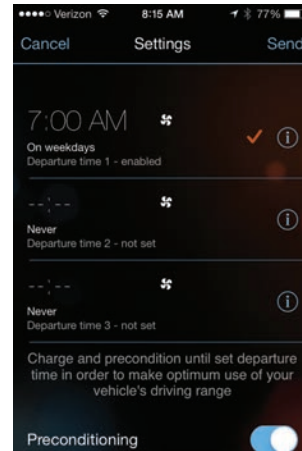 Verizon 8:15 AM 77%
Cancel Settings Send
7:00 AM
On weekdays
Departure time 1 - enabled
--:--
Never
Departure time 2 - not set
--:--
Never
Departure time 3 - not set
Charge and precondition until set departure
time in order to make optimum use of your
vehicle's driving range
Preconditioning